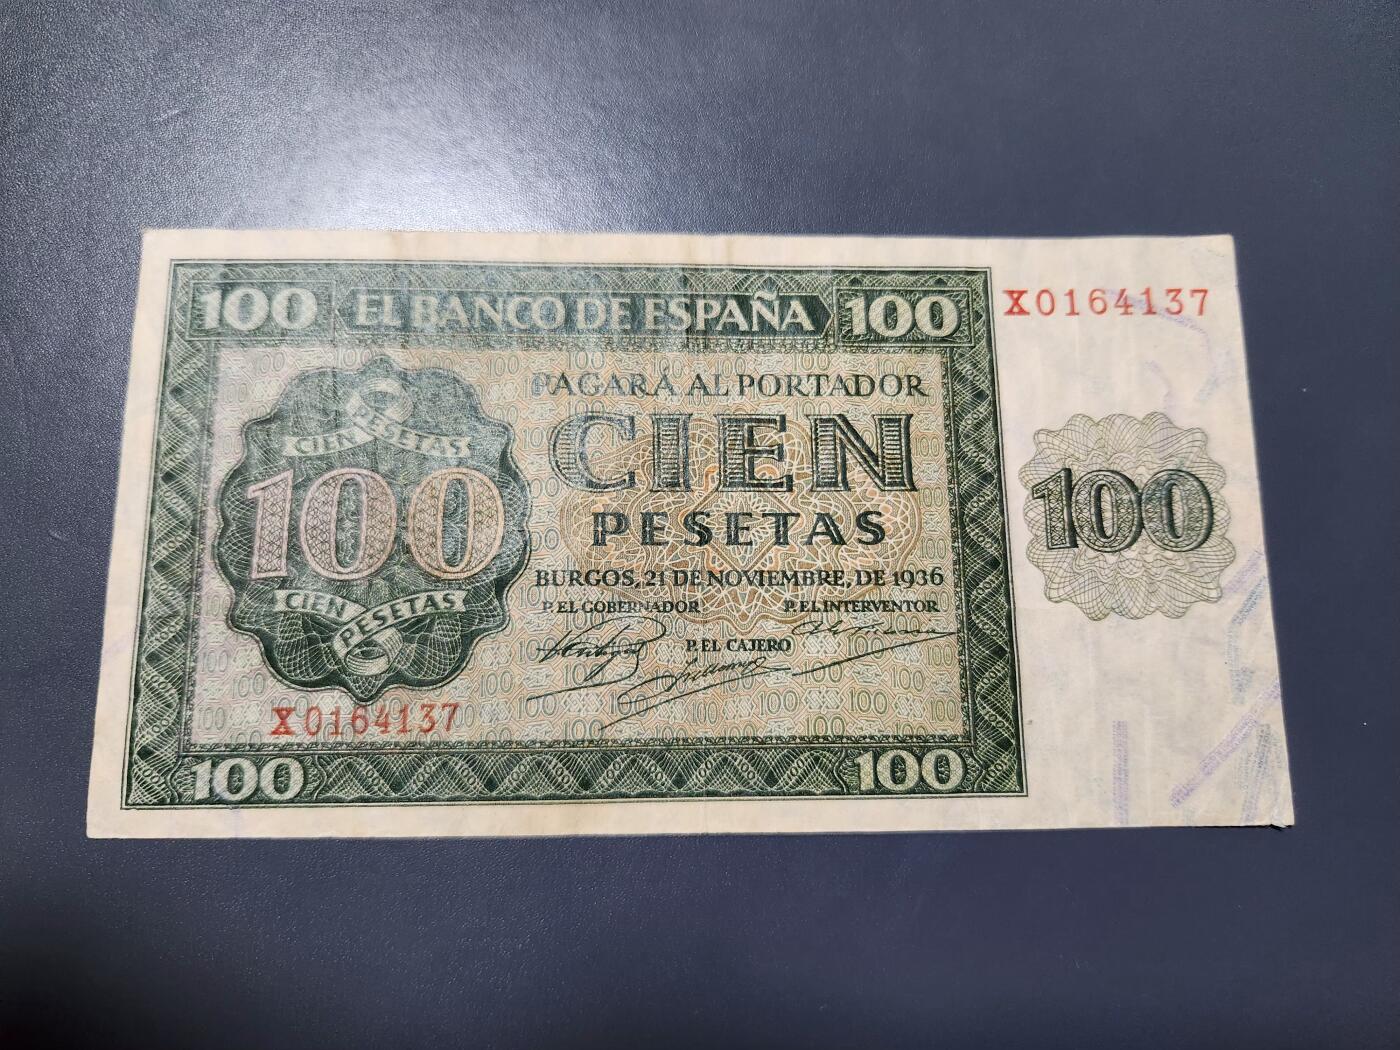 100 EL BANCO DE ESPAÑA 100
X0164137
PAGARÁ AL PORTADOR
CIEN PESETAS
100
CIEN PESETAS
CIEN
PESETAS
100
BURGOS, 21 DE NOVIEMBRE, DE 1936
P. EL GOBERNADOR
P. EL INTERVENTOR
P. EL CAJERO
X0164137
100
100